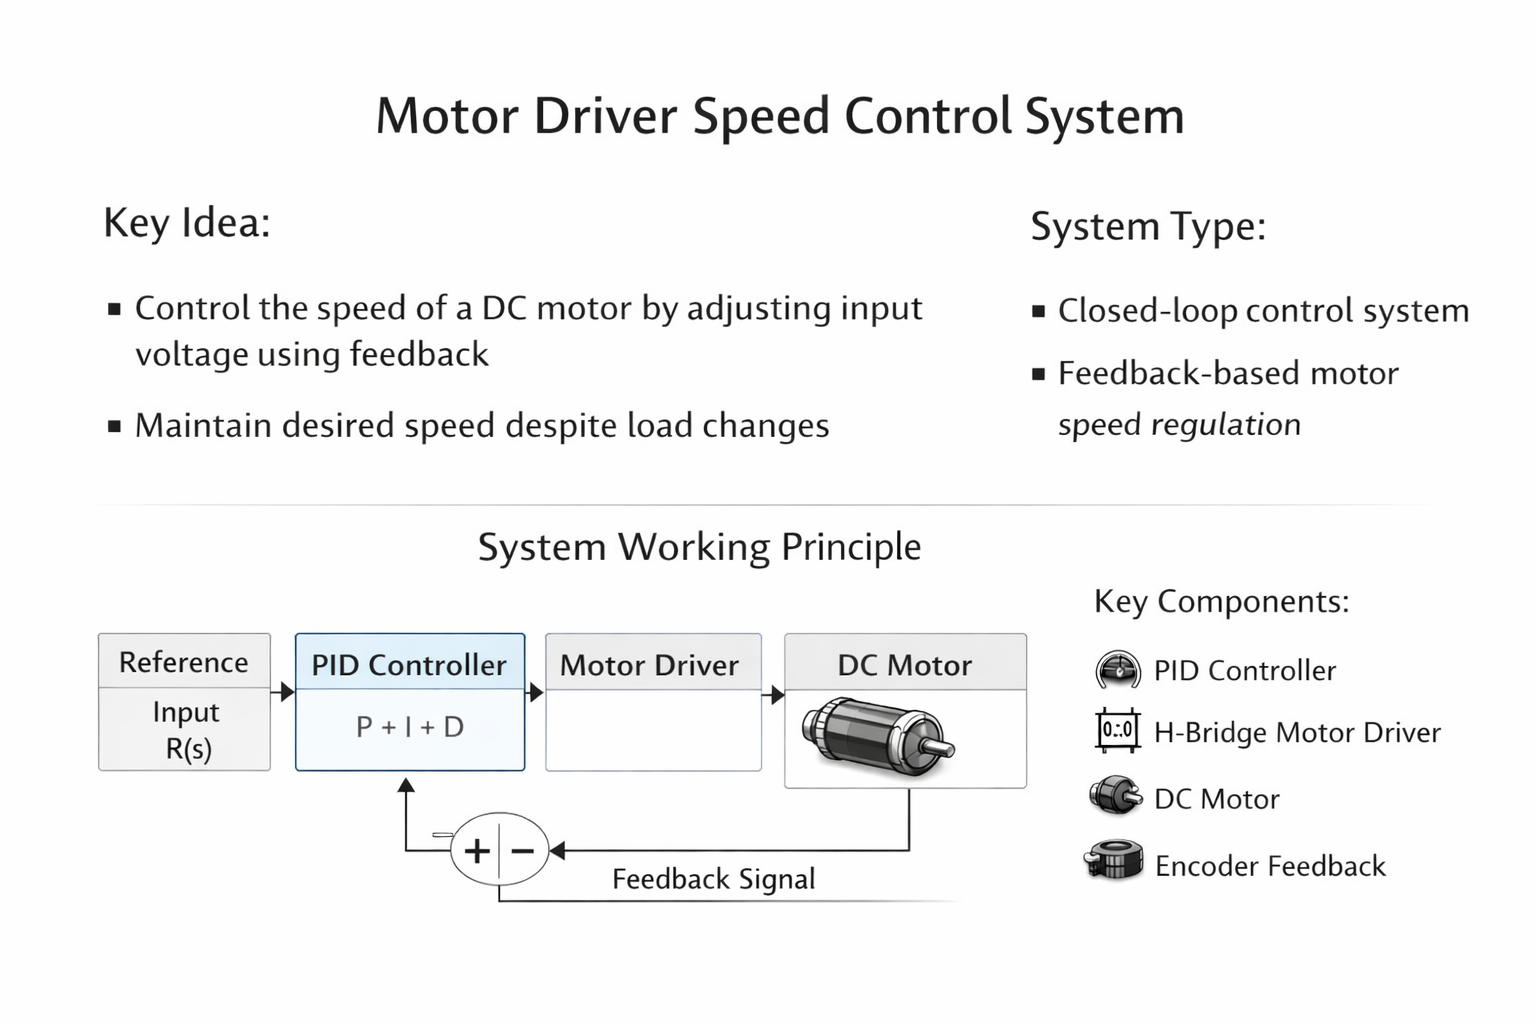 Motor Driver Speed Control System
Key Idea:
▪ Control the speed of a DC motor by adjusting input
voltage using feedback
▪ Maintain desired speed despite load changes
System Type:
▪ Closed-loop control system
▪ Feedback-based motor
speed regulation
System Working Principle
Reference
Input
R(s)
PID Controller
P + I + D
Motor Driver
DC Motor
+ −
Feedback Signal
Key Components:
PID Controller
H-Bridge Motor Driver
DC Motor
Encoder Feedback